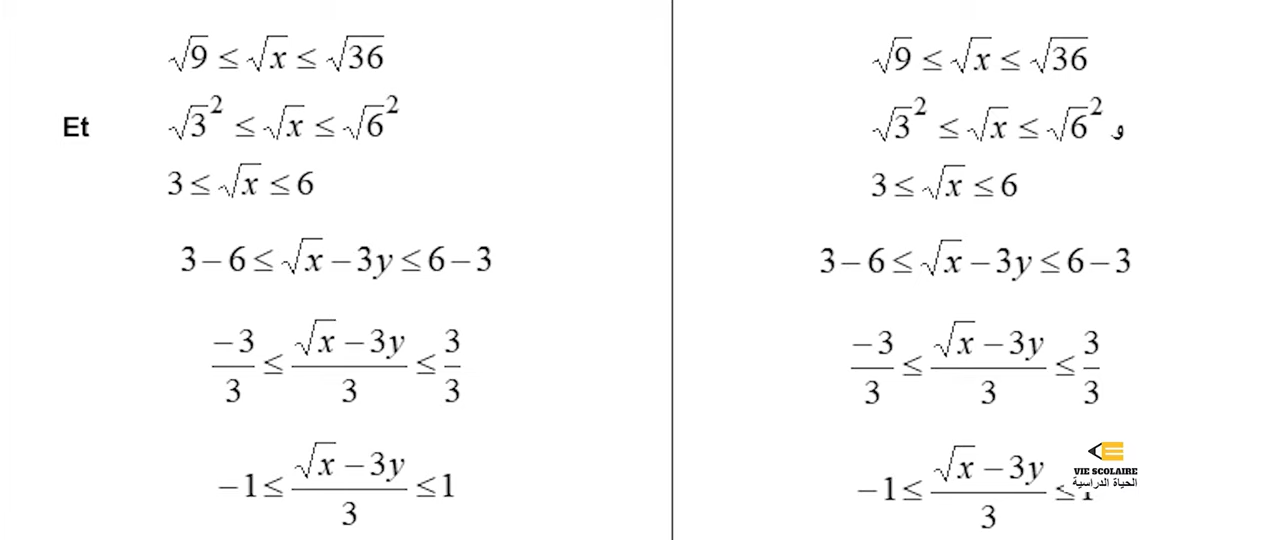 √9 ≤ √x ≤ √36
Et √3² ≤ √x ≤ √6²
3 ≤ √x ≤ 6
3 − 6 ≤ √x − 3y ≤ 6 − 3
−3/3 ≤ (√x − 3y)/3 ≤ 3/3
−1 ≤ (√x − 3y)/3 ≤ 1
√9 ≤ √x ≤ √36
√3² ≤ √x ≤ √6² و
3 ≤ √x ≤ 6
3 − 6 ≤ √x − 3y ≤ 6 − 3
−3/3 ≤ (√x − 3y)/3 ≤ 3/3
−1 ≤ (√x − 3y)/3 ≤ 1
VIE SCOLAIRE
الحياة الدراسية